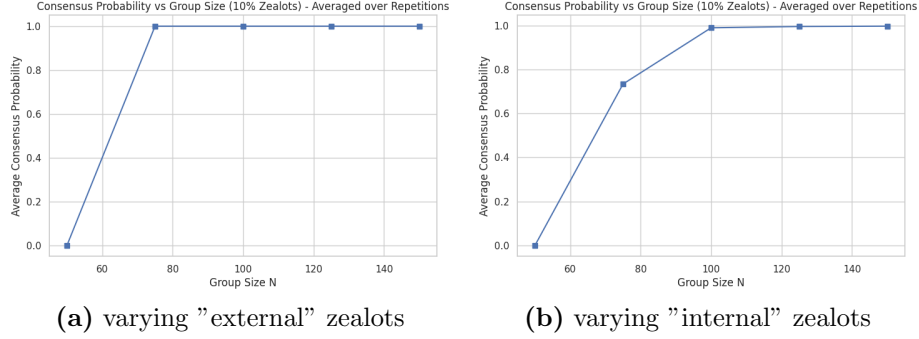 Consensus Probability vs Group Size (10% Zealots) - Averaged over Repetitions
1.0
0.8
0.6
0.4
0.2
0.0
Average Consensus Probability
60 80 100 120 140
Group Size N
(a) varying ”external” zealots
Consensus Probability vs Group Size (10% Zealots) - Averaged over Repetitions
1.0
0.8
0.6
0.4
0.2
0.0
Average Consensus Probability
60 80 100 120 140
Group Size N
(b) varying ”internal” zealots